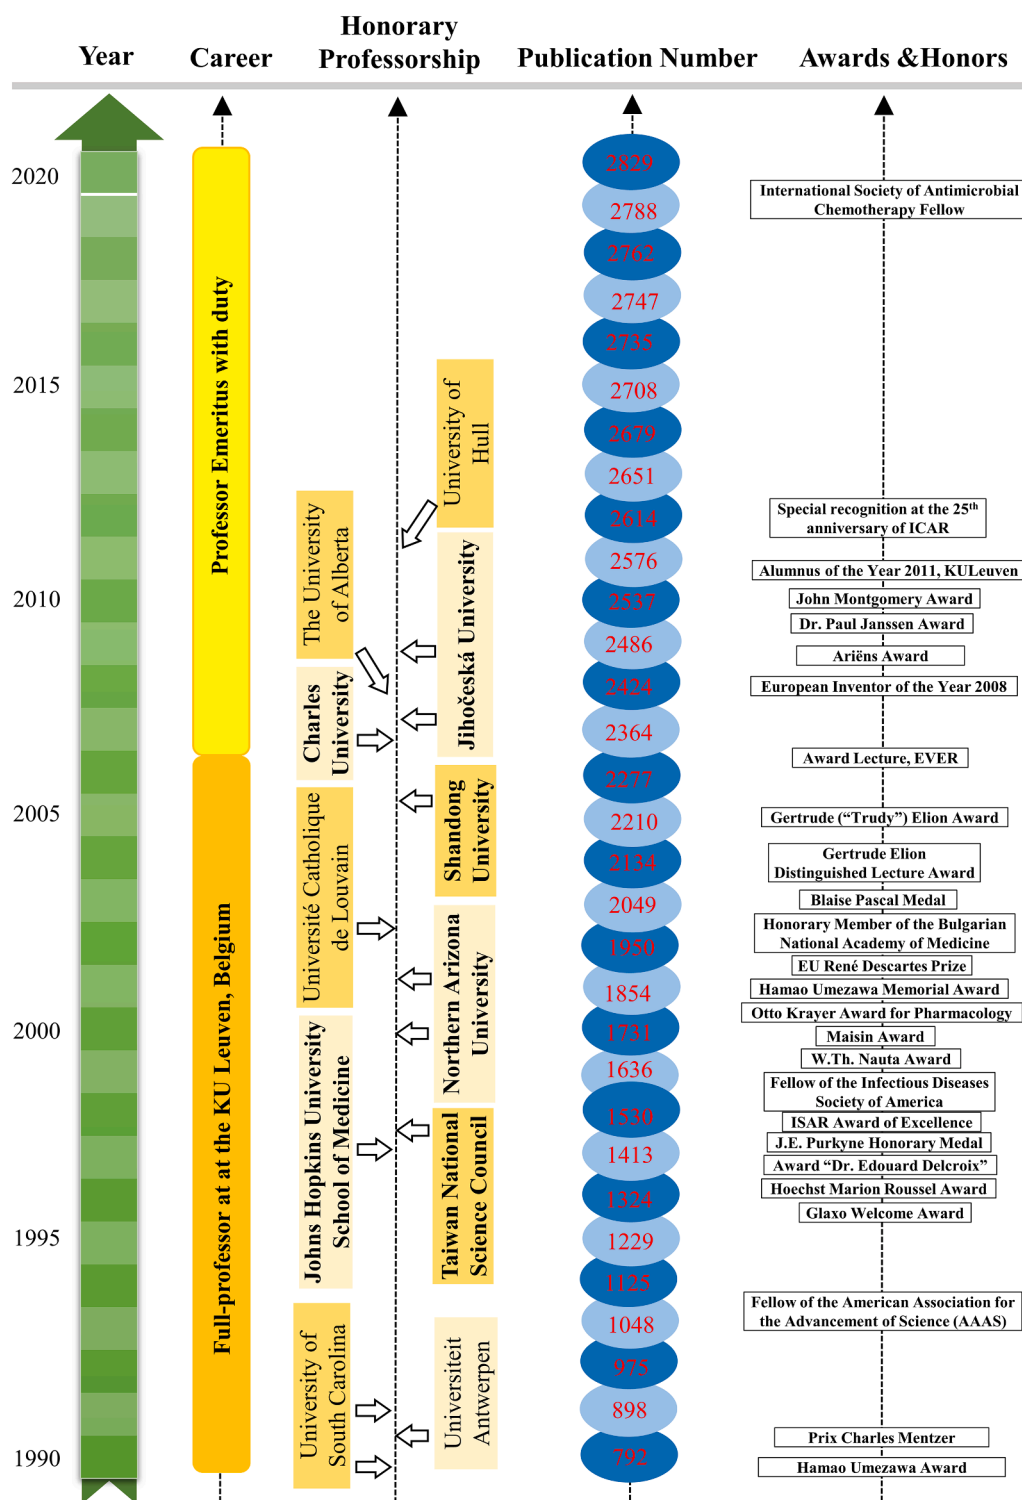 Year
Career
Honorary
Professorship
Publication Number
Awards &Honors
2020
2015
2010
2005
2000
1995
1990
Professor Emeritus with duty
Full-professor at at the KU Leuven, Belgium
University of
Hull
The University
of Alberta
Jihočeská University
Charles
University
Shandong
University
Université Catholique
de Louvain
Northern Arizona
University
Johns Hopkins University
School of Medicine
Taiwan National
Science Council
University of
South Carolina
Universiteit
Antwerpen
2829
2788
2762
2747
2735
2708
2679
2651
2614
2576
2537
2486
2424
2364
2277
2210
2134
2049
1950
1854
1731
1636
1530
1413
1324
1229
1125
1048
975
898
792
International Society of Antimicrobial
Chemotherapy Fellow
Special recognition at the 25th
anniversary of ICAR
Alumnus of the Year 2011, KULeuven
John Montgomery Award
Dr. Paul Janssen Award
Ariëns Award
European Inventor of the Year 2008
Award Lecture, EVER
Gertrude (“Trudy”) Elion Award
Gertrude Elion
Distinguished Lecture Award
Blaise Pascal Medal
Honorary Member of the Bulgarian
National Academy of Medicine
EU René Descartes Prize
Hamao Umezawa Memorial Award
Otto Krayer Award for Pharmacology
Maisin Award
W.Th. Nauta Award
Fellow of the Infectious Diseases
Society of America
ISAR Award of Excellence
J.E. Purkyne Honorary Medal
Award “Dr. Edouard Delcroix”
Hoechst Marion Roussel Award
Glaxo Welcome Award
Fellow of the American Association for
the Advancement of Science (AAAS)
Prix Charles Mentzer
Hamao Umezawa Award